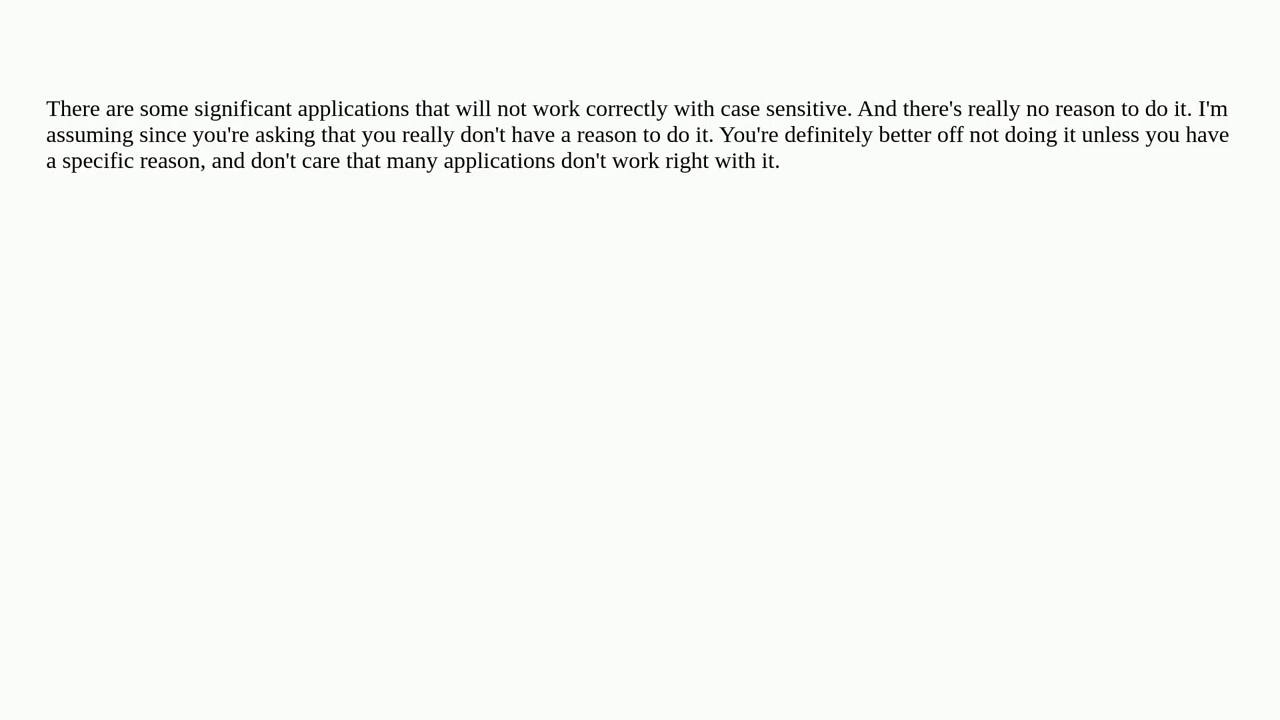 There are some significant applications that will not work correctly with case sensitive. And there's really no reason to do it. I'm
assuming since you're asking that you really don't have a reason to do it. You're definitely better off not doing it unless you have
a specific reason, and don't care that many applications don't work right with it.